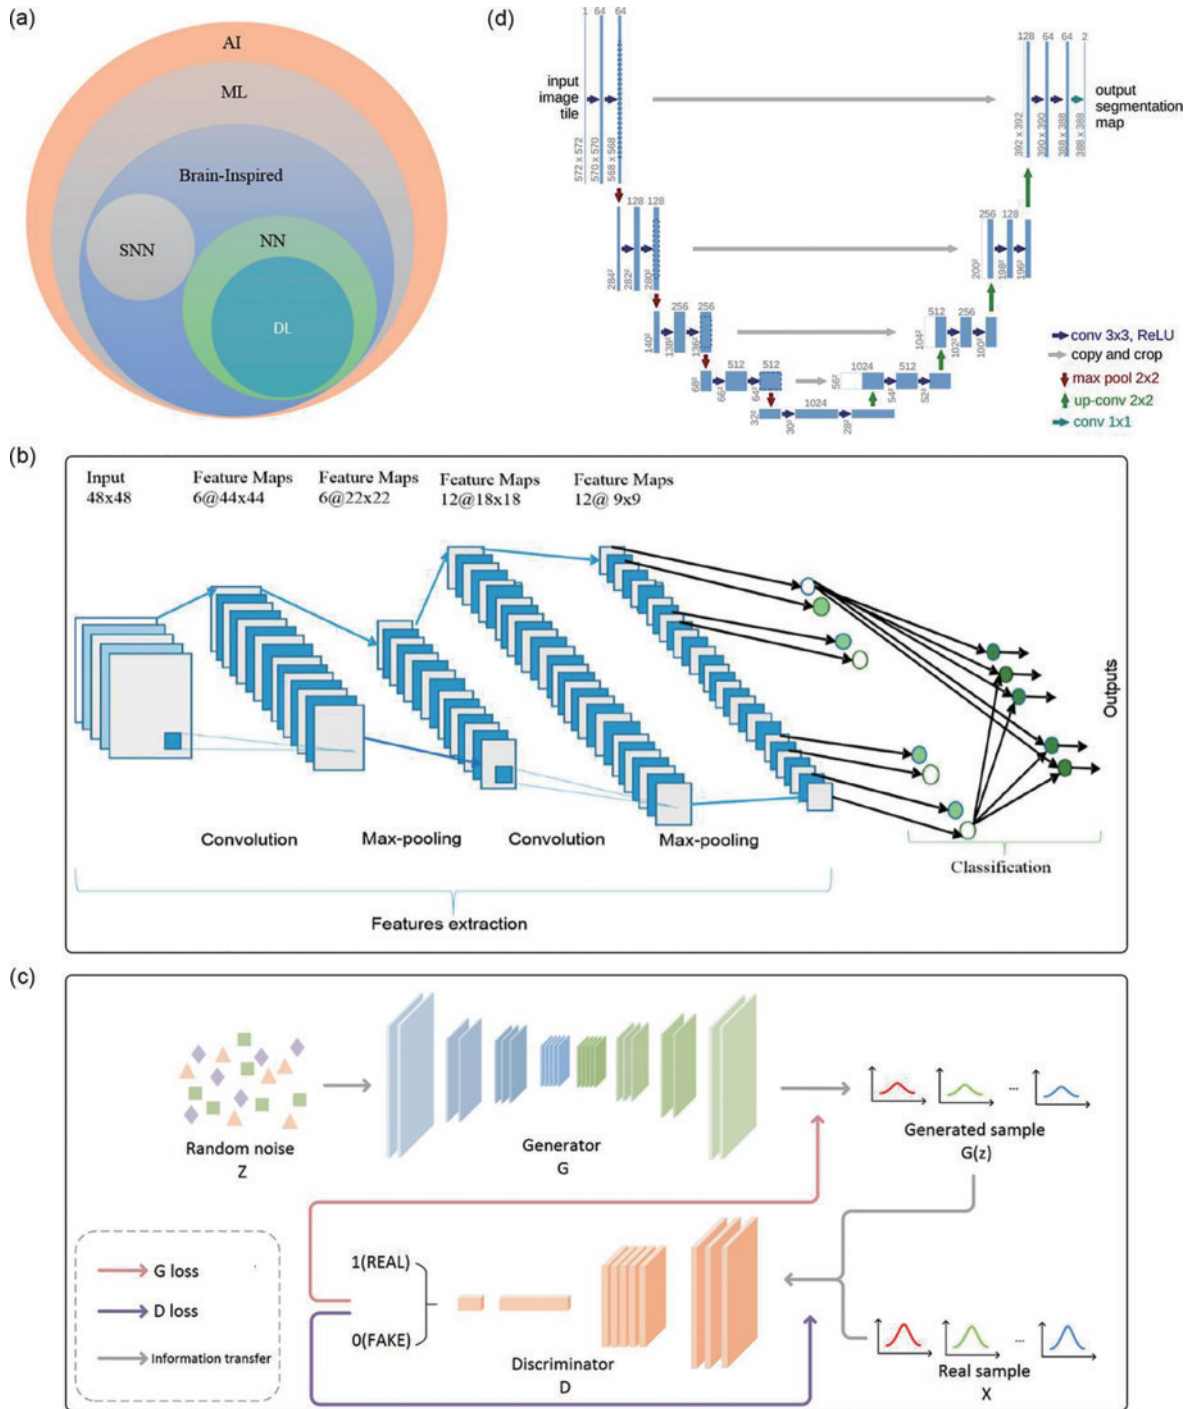 (a)
AI
ML
Brain-Inspired
SNN
NN
DL
(d)
1 64 64
input
image
tile
572 x 572
570 x 570
568 x 568
128 64 64 2
output
segmentation
map
392 x 392
390 x 390
388 x 388
388 x 388
128 128
284²
282²
280²
256 128
200²
198²
196²
256 256
140²
138²
136²
512 256
104²
102²
100²
512 512
68²
66²
64²
1024 512
56²
54²
52²
1024
32²
30²
28²
conv 3x3, ReLU
copy and crop
max pool 2x2
up-conv 2x2
conv 1x1
(b)
Input
48x48
Feature Maps
6@44x44
Feature Maps
6@22x22
Feature Maps
12@18x18
Feature Maps
12@ 9x9
Outputs
Convolution
Max-pooling
Convolution
Max-pooling
Classification
Features extraction
(c)
Random noise
Z
Generator
G
...
Generated sample
G(z)
G loss
D loss
Information transfer
1(REAL)
0(FAKE)
Discriminator
D
...
Real sample
X